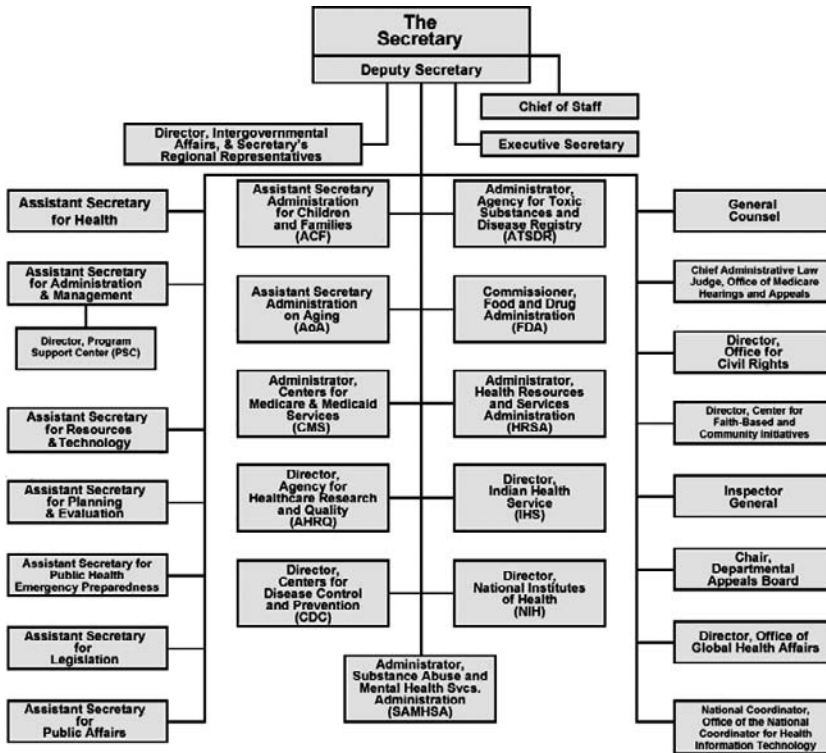 The
Secretary
Deputy Secretary
Chief of Staff
Director, Intergovernmental
Affairs, & Secretary's
Regional Representatives
Executive Secretary
Assistant Secretary
for Health
Assistant Secretary
for Administration
& Management
Director, Program
Support Center (PSC)
Assistant Secretary
for Resources
& Technology
Assistant Secretary
for Planning
& Evaluation
Assistant Secretary for
Public Health
Emergency Preparedness
Assistant Secretary
for
Legislation
Assistant Secretary
for
Public Affairs
Assistant Secretary
Administration
for Children
and Families
(ACF)
Administrator,
Agency for Toxic
Substances and
Disease Registry
(ATSDR)
Assistant Secretary
Administration
on Aging
(AoA)
Commissioner,
Food and Drug
Administration
(FDA)
Administrator,
Centers for
Medicare & Medicaid
Services
(CMS)
Administrator,
Health Resources
and Services
Administration
(HRSA)
Director,
Agency for
Healthcare Research
and Quality
(AHRQ)
Director,
Indian Health
Service
(IHS)
Director,
Centers for
Disease Control
and Prevention
(CDC)
Director,
National Institutes
of Health
(NIH)
Administrator,
Substance Abuse and
Mental Health Svcs.
Administration
(SAMHSA)
General
Counsel
Chief Administrative Law
Judge, Office of Medicare
Hearings and Appeals
Director,
Office for
Civil Rights
Director, Center for
Faith-Based and
Community Initiatives
Inspector
General
Chair,
Departmental
Appeals Board
Director, Office of
Global Health Affairs
National Coordinator,
Office of the National
Coordinator for Health
Information Technology